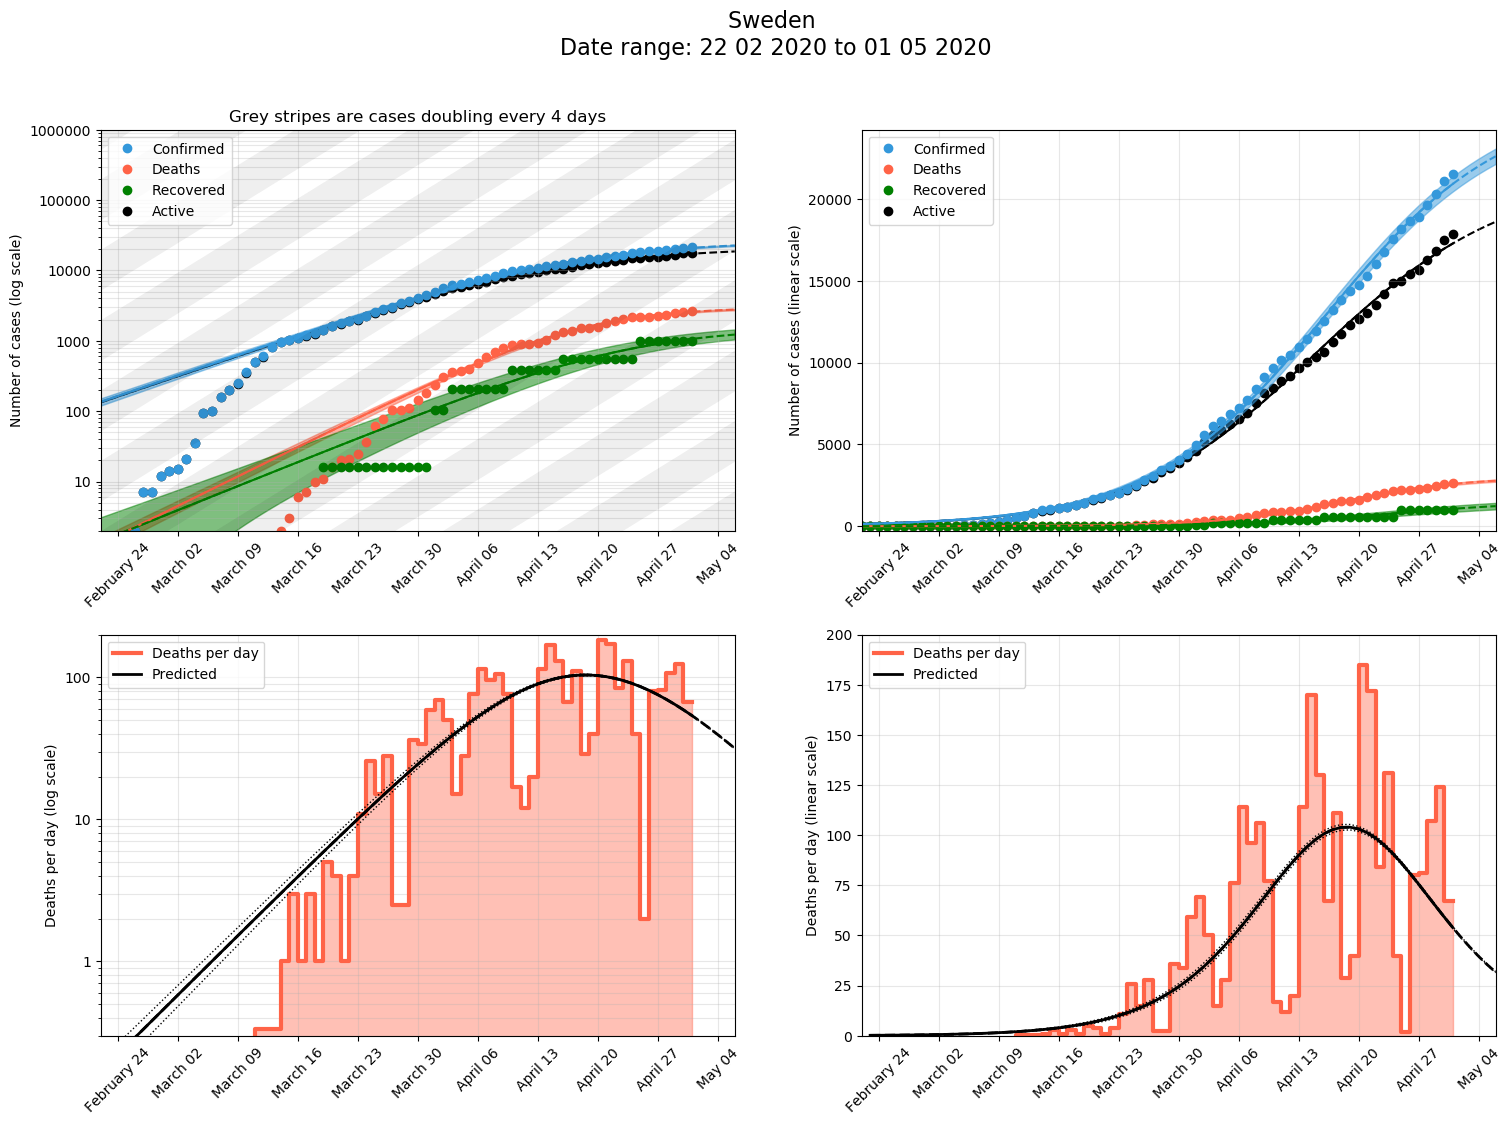 Sweden
Date range: 22 02 2020 to 01 05 2020
Grey stripes are cases doubling every 4 days
Number of cases (log scale)
1000000
100000
10000
1000
100
10
Confirmed
Deaths
Recovered
Active
February 24
March 02
March 09
March 16
March 23
March 30
April 06
April 13
April 20
April 27
May 04
Number of cases (linear scale)
20000
15000
10000
5000
0
Confirmed
Deaths
Recovered
Active
February 24
March 02
March 09
March 16
March 23
March 30
April 06
April 13
April 20
April 27
May 04
Deaths per day (log scale)
100
10
1
Deaths per day
Predicted
February 24
March 02
March 09
March 16
March 23
March 30
April 06
April 13
April 20
April 27
May 04
Deaths per day (linear scale)
200
175
150
125
100
75
50
25
0
Deaths per day
Predicted
February 24
March 02
March 09
March 16
March 23
March 30
April 06
April 13
April 20
April 27
May 04